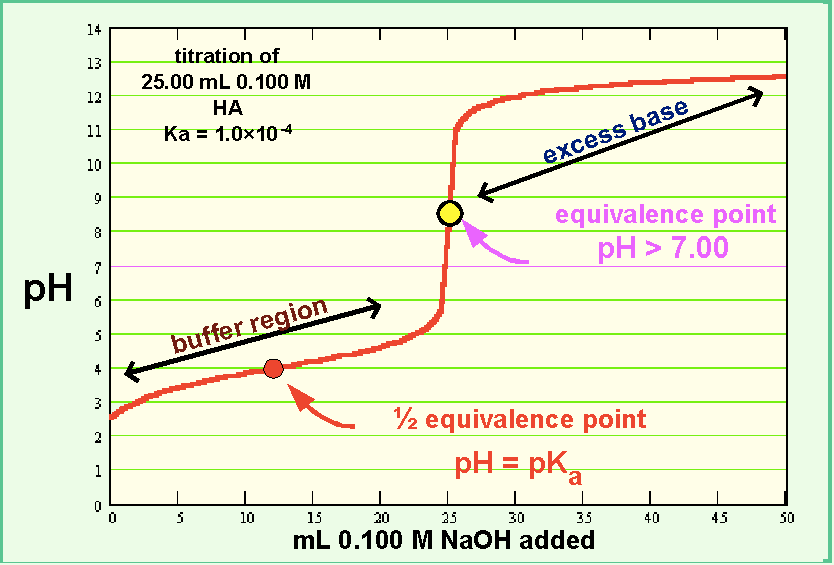 14
13
12
11
10
9
8
7
6
5
4
3
2
1
0
pH
titration of
25.00 mL 0.100 M
HA
Ka = 1.0×10⁻⁴
excess base
equivalence point
pH > 7.00
buffer region
½ equivalence point
pH = pKₐ
0 5 10 15 20 25 30 35 40 45 50
mL 0.100 M NaOH added